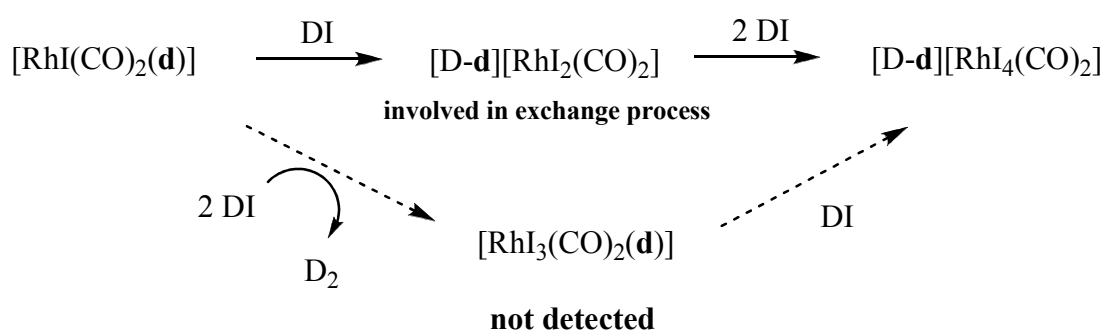 [RhI(CO)₂(d)] DI [D-d][RhI₂(CO)₂] 2 DI [D-d][RhI₄(CO)₂]
involved in exchange process
2 DI
D₂
[RhI₃(CO)₂(d)]
DI
not detected